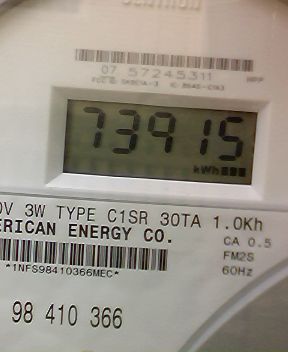 07 57245311
73915
kWh
0V 3W TYPE C1SR 30TA 1.0Kh
ERICAN ENERGY CO.
CA 0.5
FM2S
60Hz
*1NFS98410366MEC*
98 410 366